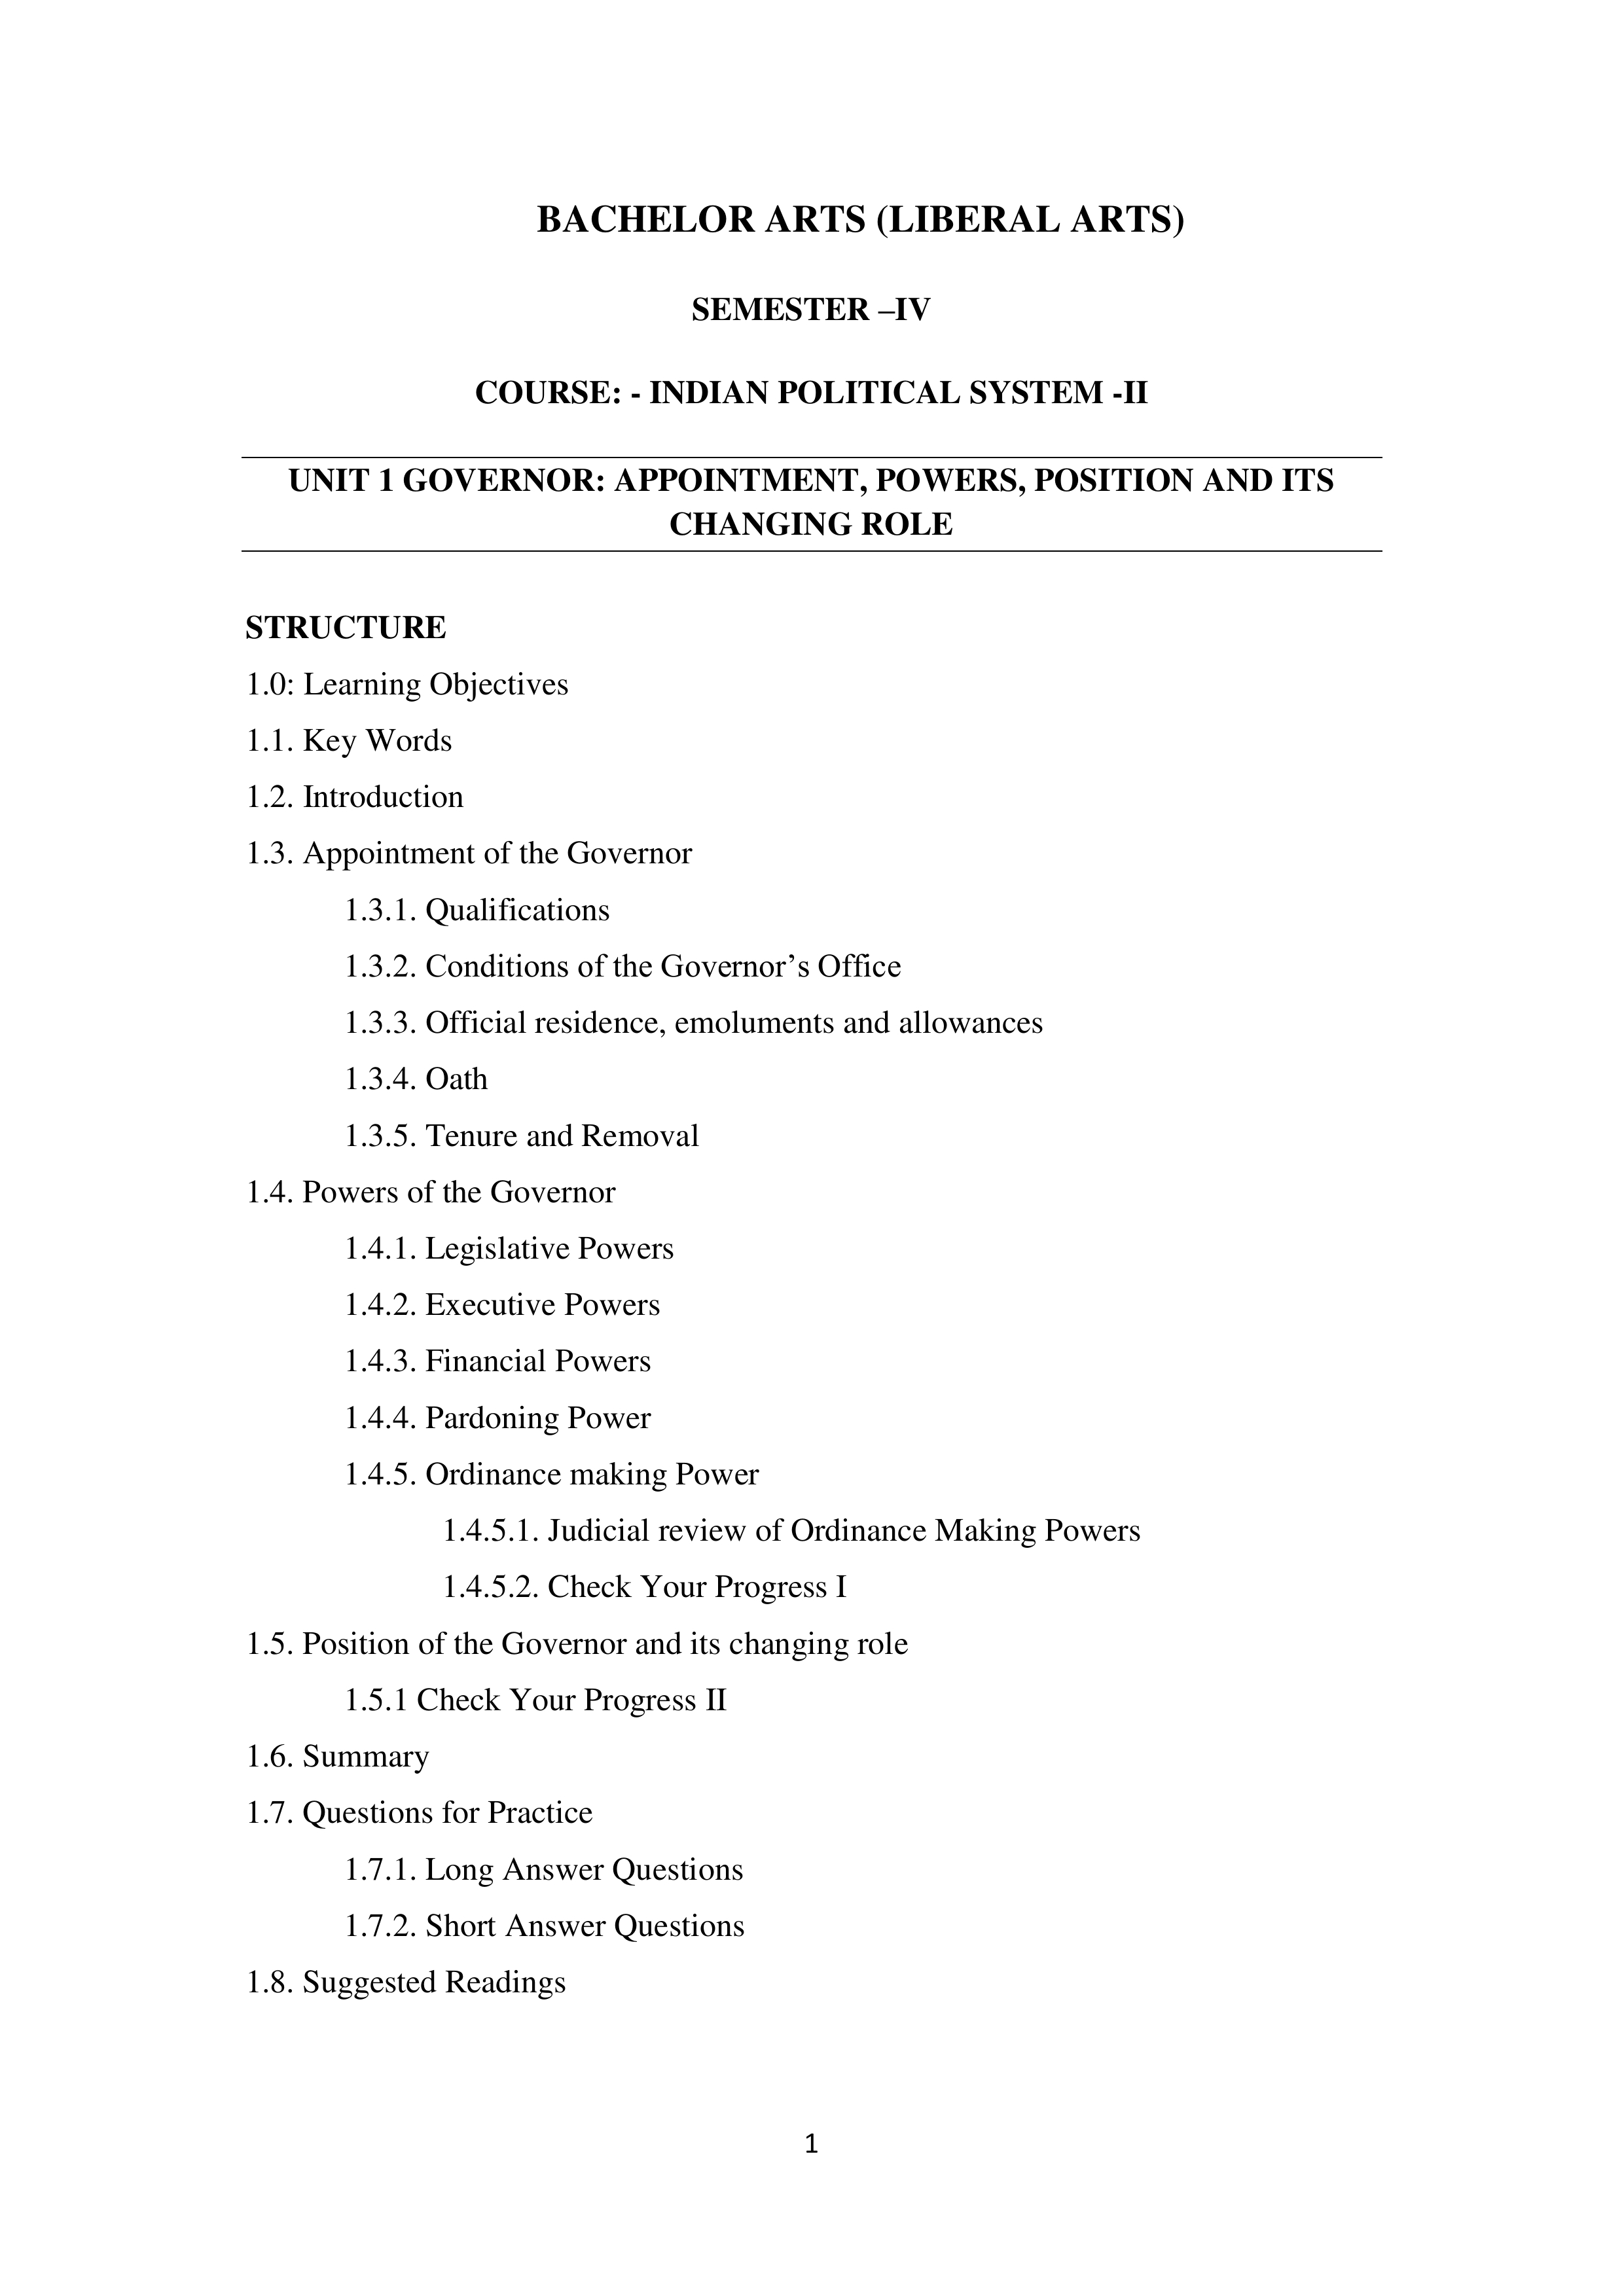 BACHELOR ARTS (LIBERAL ARTS)
SEMESTER –IV
COURSE: - INDIAN POLITICAL SYSTEM -II
UNIT 1 GOVERNOR: APPOINTMENT, POWERS, POSITION AND ITS
CHANGING ROLE
STRUCTURE
1.0: Learning Objectives
1.1. Key Words
1.2. Introduction
1.3. Appointment of the Governor
1.3.1. Qualifications
1.3.2. Conditions of the Governor’s Office
1.3.3. Official residence, emoluments and allowances
1.3.4. Oath
1.3.5. Tenure and Removal
1.4. Powers of the Governor
1.4.1. Legislative Powers
1.4.2. Executive Powers
1.4.3. Financial Powers
1.4.4. Pardoning Power
1.4.5. Ordinance making Power
1.4.5.1. Judicial review of Ordinance Making Powers
1.4.5.2. Check Your Progress I
1.5. Position of the Governor and its changing role
1.5.1 Check Your Progress II
1.6. Summary
1.7. Questions for Practice
1.7.1. Long Answer Questions
1.7.2. Short Answer Questions
1.8. Suggested Readings
1